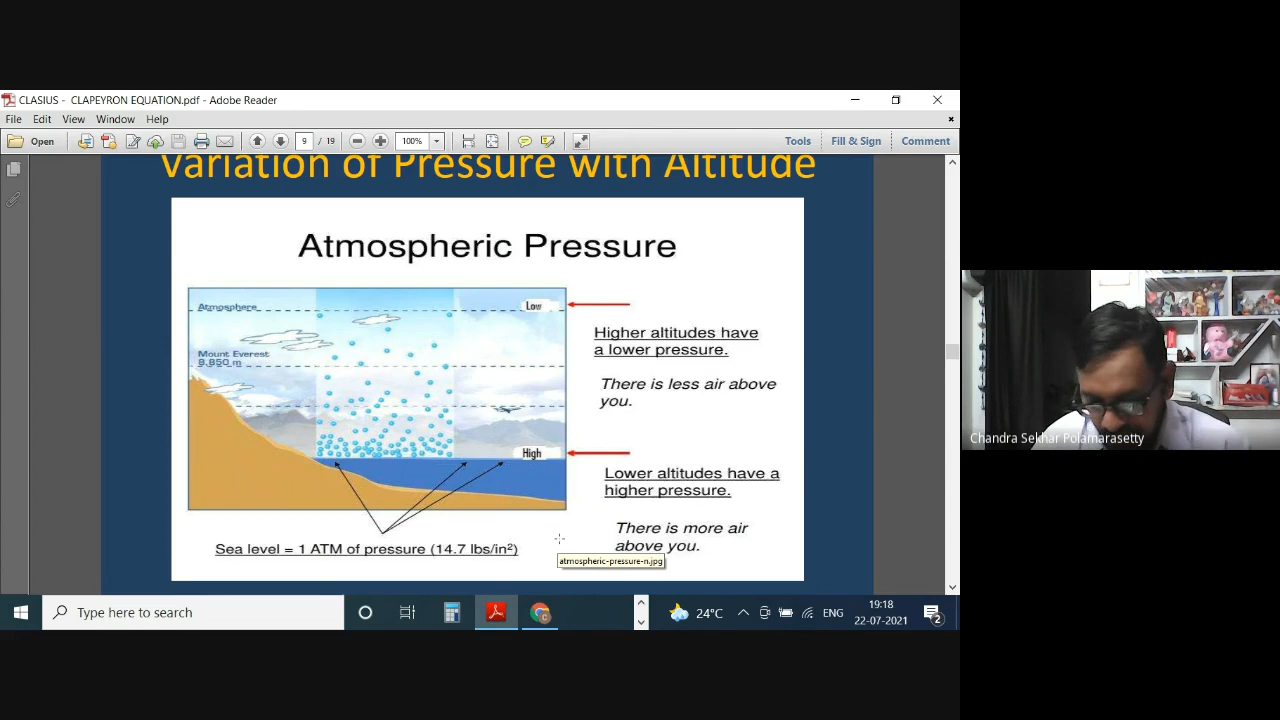 CLASIUS - CLAPEYRON EQUATION.pdf - Adobe Reader
File Edit View Window Help
Open 9 / 19 100% Tools Fill & Sign Comment
Variation of Pressure with Altitude
Atmospheric Pressure
Atmosphere
Low
Higher altitudes have
a lower pressure.
Mount Everest
8,850 m
There is less air above
you.
High
Lower altitudes have a
higher pressure.
There is more air
above you.
Sea level = 1 ATM of pressure (14.7 lbs/in²)
atmospheric-pressure-n.jpg
Chandra Sekhar Polamarasetty
Type here to search
24°C
ENG
19:18
22-07-2021
2